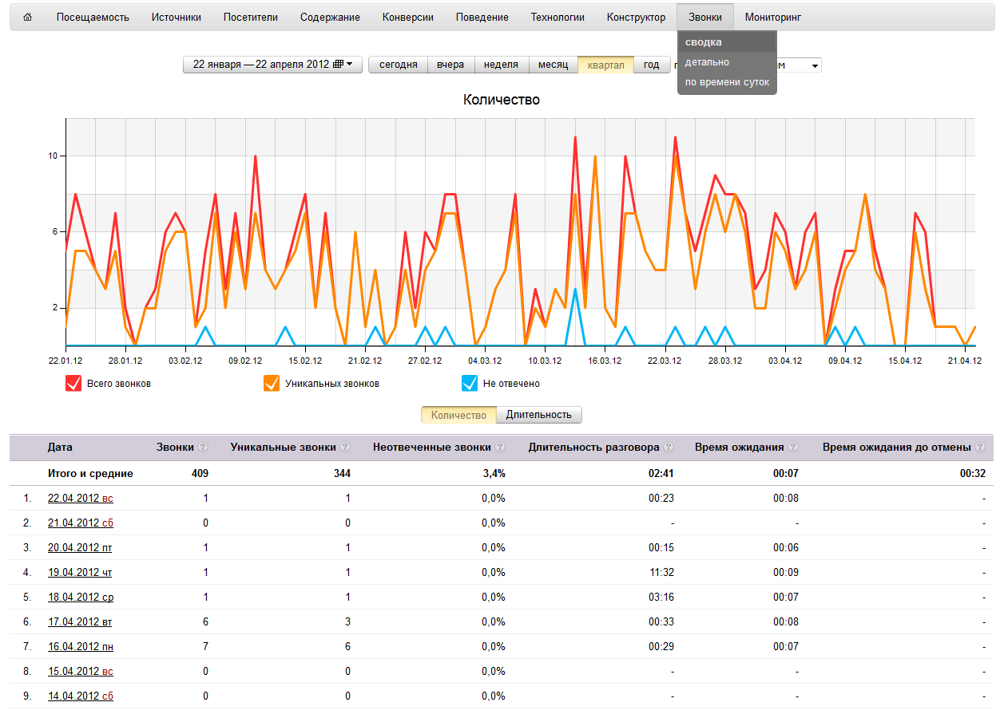 Посещаемость Источники Посетители Содержание Конверсии Поведение Технологии Конструктор Звонки Мониторинг
сводка
детально
по времени суток
22 января — 22 апреля 2012 сегодня вчера неделя месяц квартал год
Количество
10
6
2
22.01.12 28.01.12 03.02.12 09.02.12 15.02.12 21.02.12 27.02.12 04.03.12 10.03.12 16.03.12 22.03.12 28.03.12 03.04.12 09.04.12 15.04.12 21.04.12
Всего звонков Уникальных звонков Не отвечено
Количество Длительность
Дата Звонки ? Уникальные звонки ? Неотвеченные звонки ? Длительность разговора ? Время ожидания ? Время ожидания до отмены ?
Итого и средние 409 344 3,4% 02:41 00:07 00:32
1. 22.04.2012 вс 1 1 0,0% 00:23 00:08 -
2. 21.04.2012 сб 0 0 0,0% - - -
3. 20.04.2012 пт 1 1 0,0% 00:15 00:06 -
4. 19.04.2012 чт 1 1 0,0% 11:32 00:09 -
5. 18.04.2012 ср 1 1 0,0% 03:16 00:07 -
6. 17.04.2012 вт 6 3 0,0% 00:33 00:08 -
7. 16.04.2012 пн 7 6 0,0% 00:29 00:07 -
8. 15.04.2012 вс 0 0 0,0% - - -
9. 14.04.2012 сб 0 0 0,0% - - -